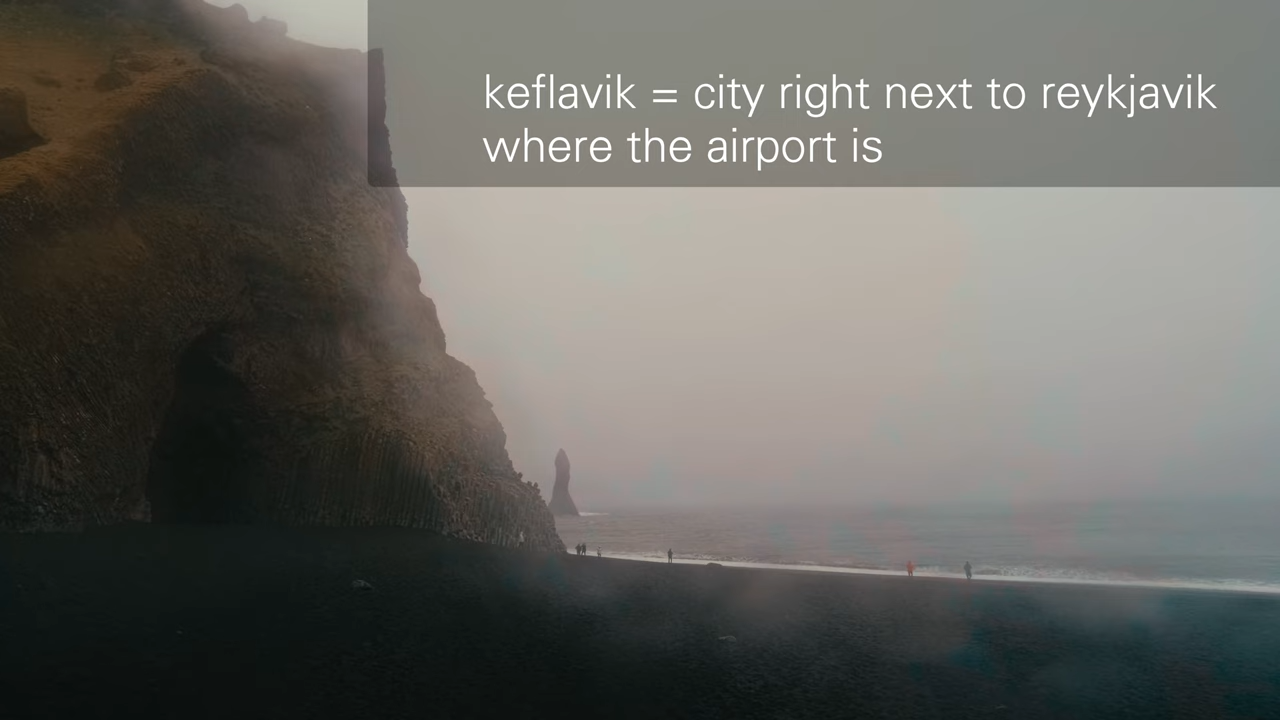 keflavik = city right next to reykjavik
where the airport is